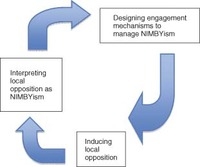 Designing engagement
mechanisms to
manage NIMBYism
Interpreting
local
opposition as
NIMBYism
Inducing
local
opposition